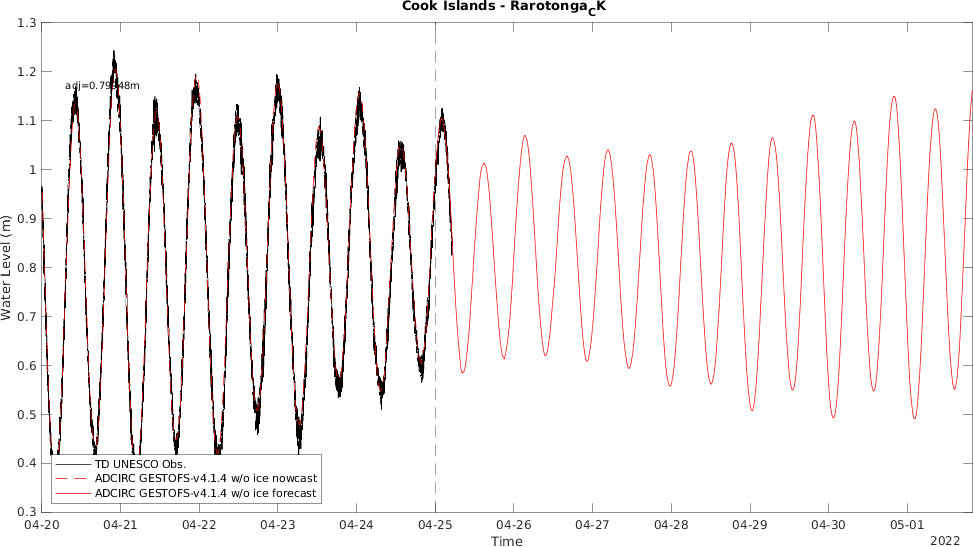 Cook Islands - Rarotonga_CK
1.3
1.2
adj=0.79948m
1.1
1
0.9
0.8
Water Level (m)
0.7
0.6
0.5
0.4
0.3
TD UNESCO Obs.
ADCIRC GESTOFS-v4.1.4 w/o ice nowcast
ADCIRC GESTOFS-v4.1.4 w/o ice forecast
04-20 04-21 04-22 04-23 04-24 04-25 04-26 04-27 04-28 04-29 04-30 05-01
Time
2022